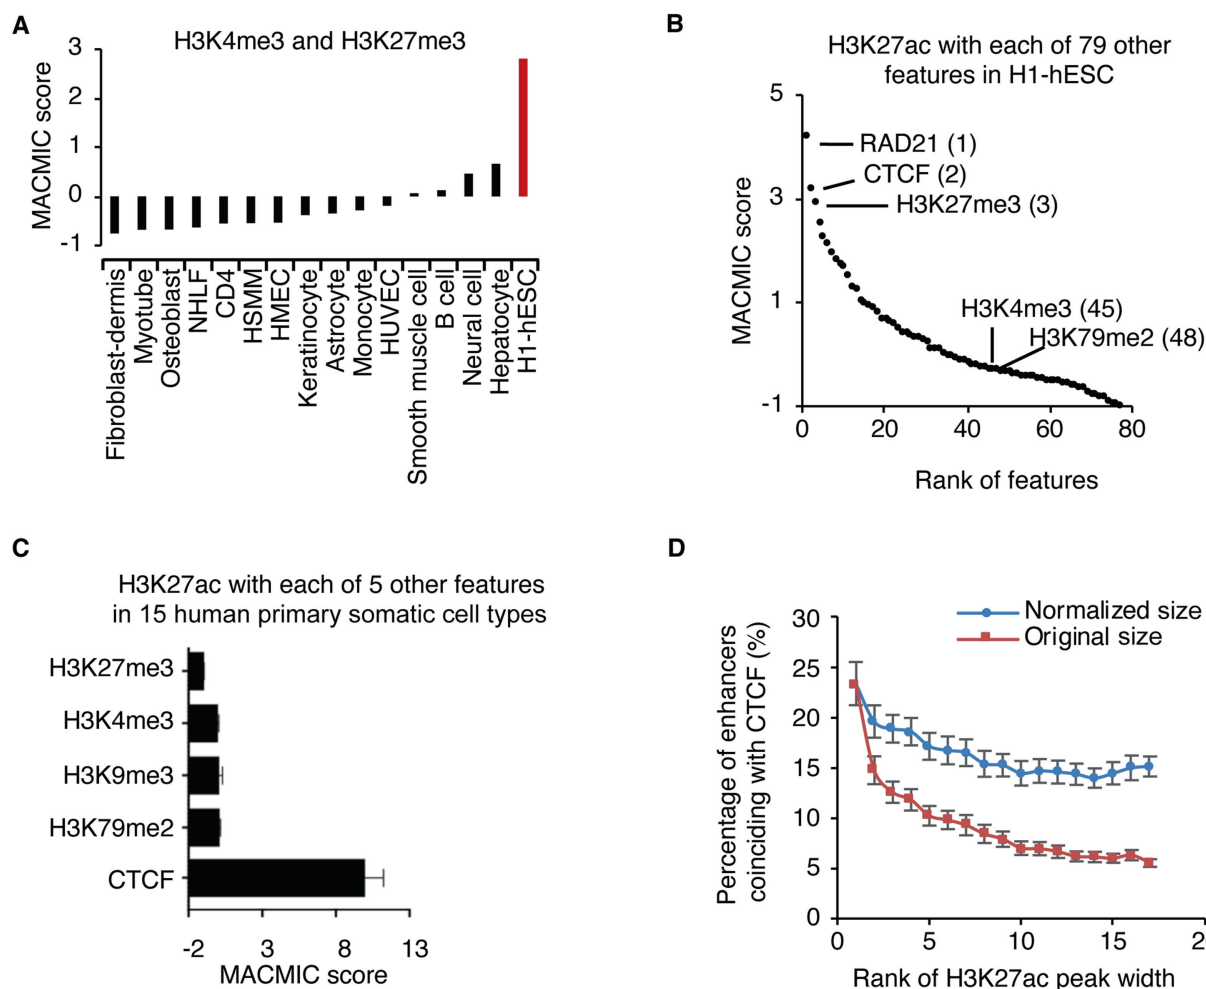 A
H3K4me3 and H3K27me3
MACMIC score
3
2
1
0
-1
Fibroblast-dermis
Myotube
Osteoblast
NHLF
CD4
HSMM
HMEC
Keratinocyte
Astrocyte
Monocyte
HUVEC
Smooth muscle cell
B cell
Neural cell
Hepatocyte
H1-hESC
B
H3K27ac with each of 79 other
features in H1-hESC
MACMIC score
5
3
1
-1
RAD21 (1)
CTCF (2)
H3K27me3 (3)
H3K4me3 (45)
H3K79me2 (48)
0 20 40 60 80
Rank of features
C
H3K27ac with each of 5 other features
in 15 human primary somatic cell types
H3K27me3
H3K4me3
H3K9me3
H3K79me2
CTCF
-2 3 8 13
MACMIC score
D
Normalized size
Original size
Percentage of enhancers
coinciding with CTCF (%)
30
25
20
15
10
5
0
0 5 10 15
Rank of H3K27ac peak width